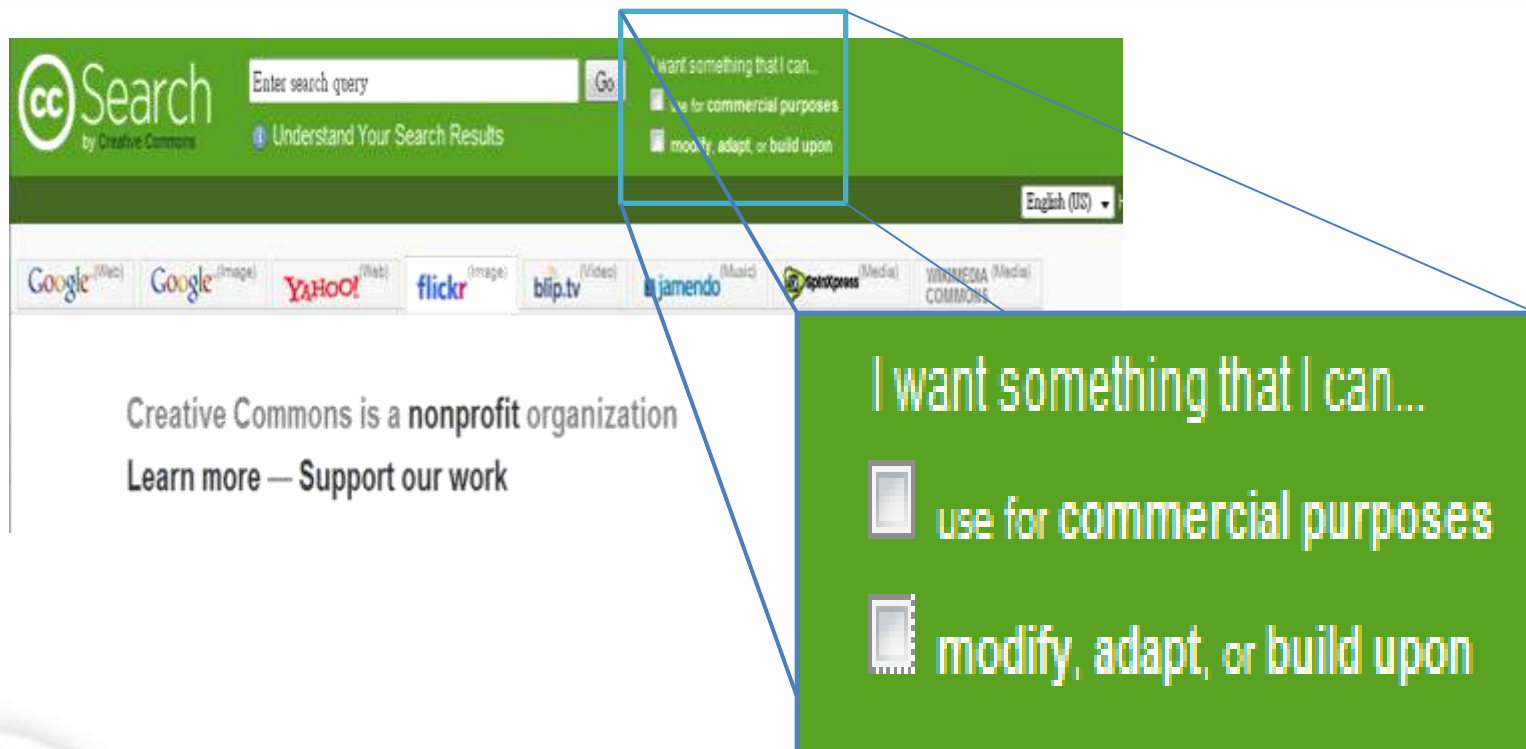 cc Search
by Creative Commons
Enter search query
Go
Understand Your Search Results
I want something that I can...
use for commercial purposes
modify, adapt, or build upon
English (US)
Google (Web)
Google (Image)
YAHOO! (Web)
flickr (Image)
blip.tv (Video)
jamendo (Music)
SpinXpress (Media)
WIKIMEDIA COMMONS (Media)
Creative Commons is a nonprofit organization
Learn more — Support our work
I want something that I can...
use for commercial purposes
modify, adapt, or build upon